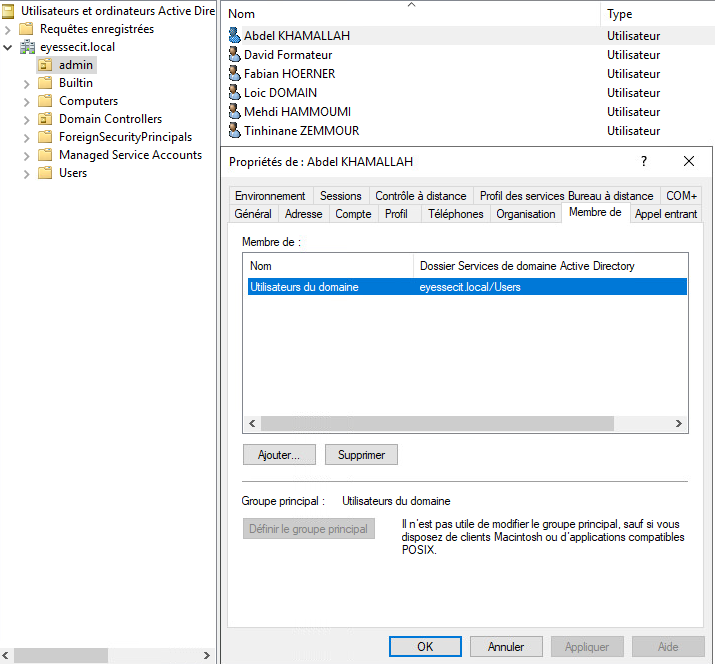 Utilisateurs et ordinateurs Active Dire
Requêtes enregistrées
eyessecit.local
admin
Builtin
Computers
Domain Controllers
ForeignSecurityPrincipals
Managed Service Accounts
Users
Nom Type
Abdel KHAMALLAH Utilisateur
David Formateur Utilisateur
Fabian HOERNER Utilisateur
Loic DOMAIN Utilisateur
Mehdi HAMMOUMI Utilisateur
Tinhinane ZEMMOUR Utilisateur
Propriétés de : Abdel KHAMALLAH ?
Environnement Sessions Contrôle à distance Profil des services Bureau à distance COM+
Général Adresse Compte Profil Téléphones Organisation Membre de Appel entrant
Membre de :
Nom Dossier Services de domaine Active Directory
Utilisateurs du domaine eyessecit.local/Users
Ajouter... Supprimer
Groupe principal : Utilisateurs du domaine
Définir le groupe principal
Il n'est pas utile de modifier le groupe principal, sauf si vous
disposez de clients Macintosh ou d'applications compatibles
POSIX.
OK Annuler Appliquer Aide